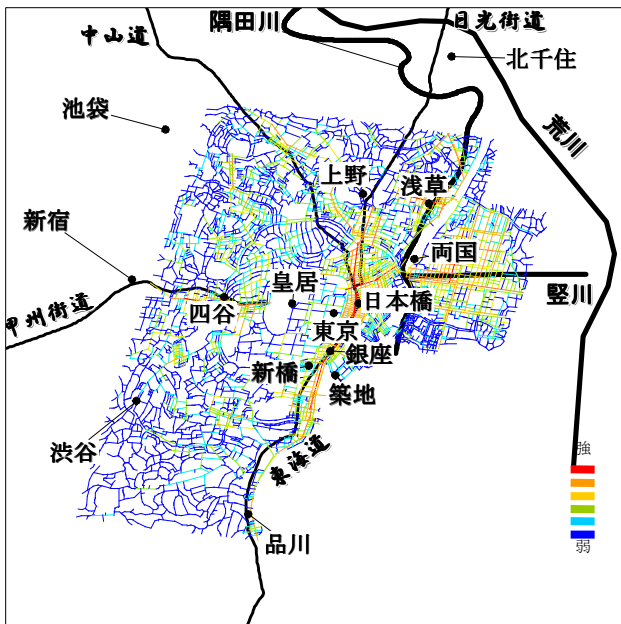 隅田川
日光街道
中山道
北千住
池袋
荒川
上野
浅草
新宿
両国
皇居
竪川
甲州街道
四谷
日本橋
東京
銀座
新橋
築地
渋谷
東海道
強
品川
弱